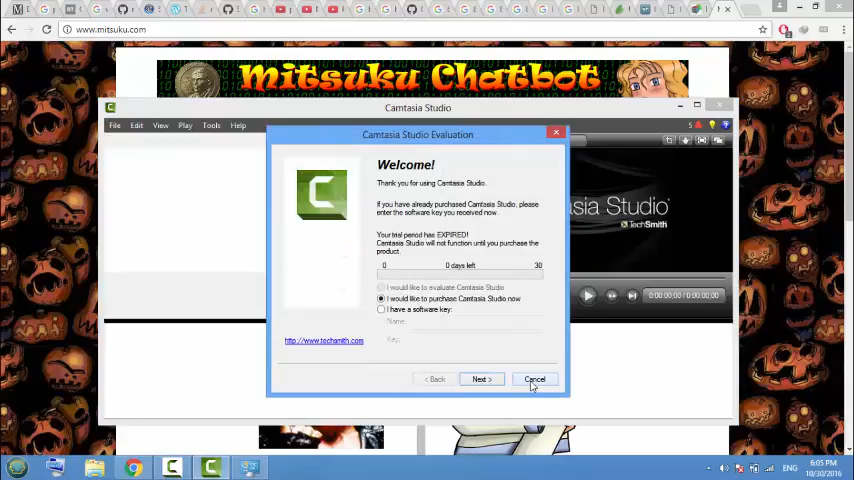 www.mitsuku.com
Mitsuku Chatbot
Camtasia Studio
File Edit View Play Tools Help
5
Camtasia Studio Evaluation
Welcome!
Thank you for using Camtasia Studio.
If you have already purchased Camtasia Studio, please
enter the software key you received now.
Your trial period has EXPIRED!
Camtasia Studio will not function until you purchase the
product.
0 0 days left 30
I would like to evaluate Camtasia Studio
I would like to purchase Camtasia Studio now
I have a software key:
Name:
Key:
http://www.techsmith.com
< Back Next > Cancel
asia Studio
TechSmith
0:00:00;00 / 0:00:00;00
ENG
6:05 PM
10/30/2016